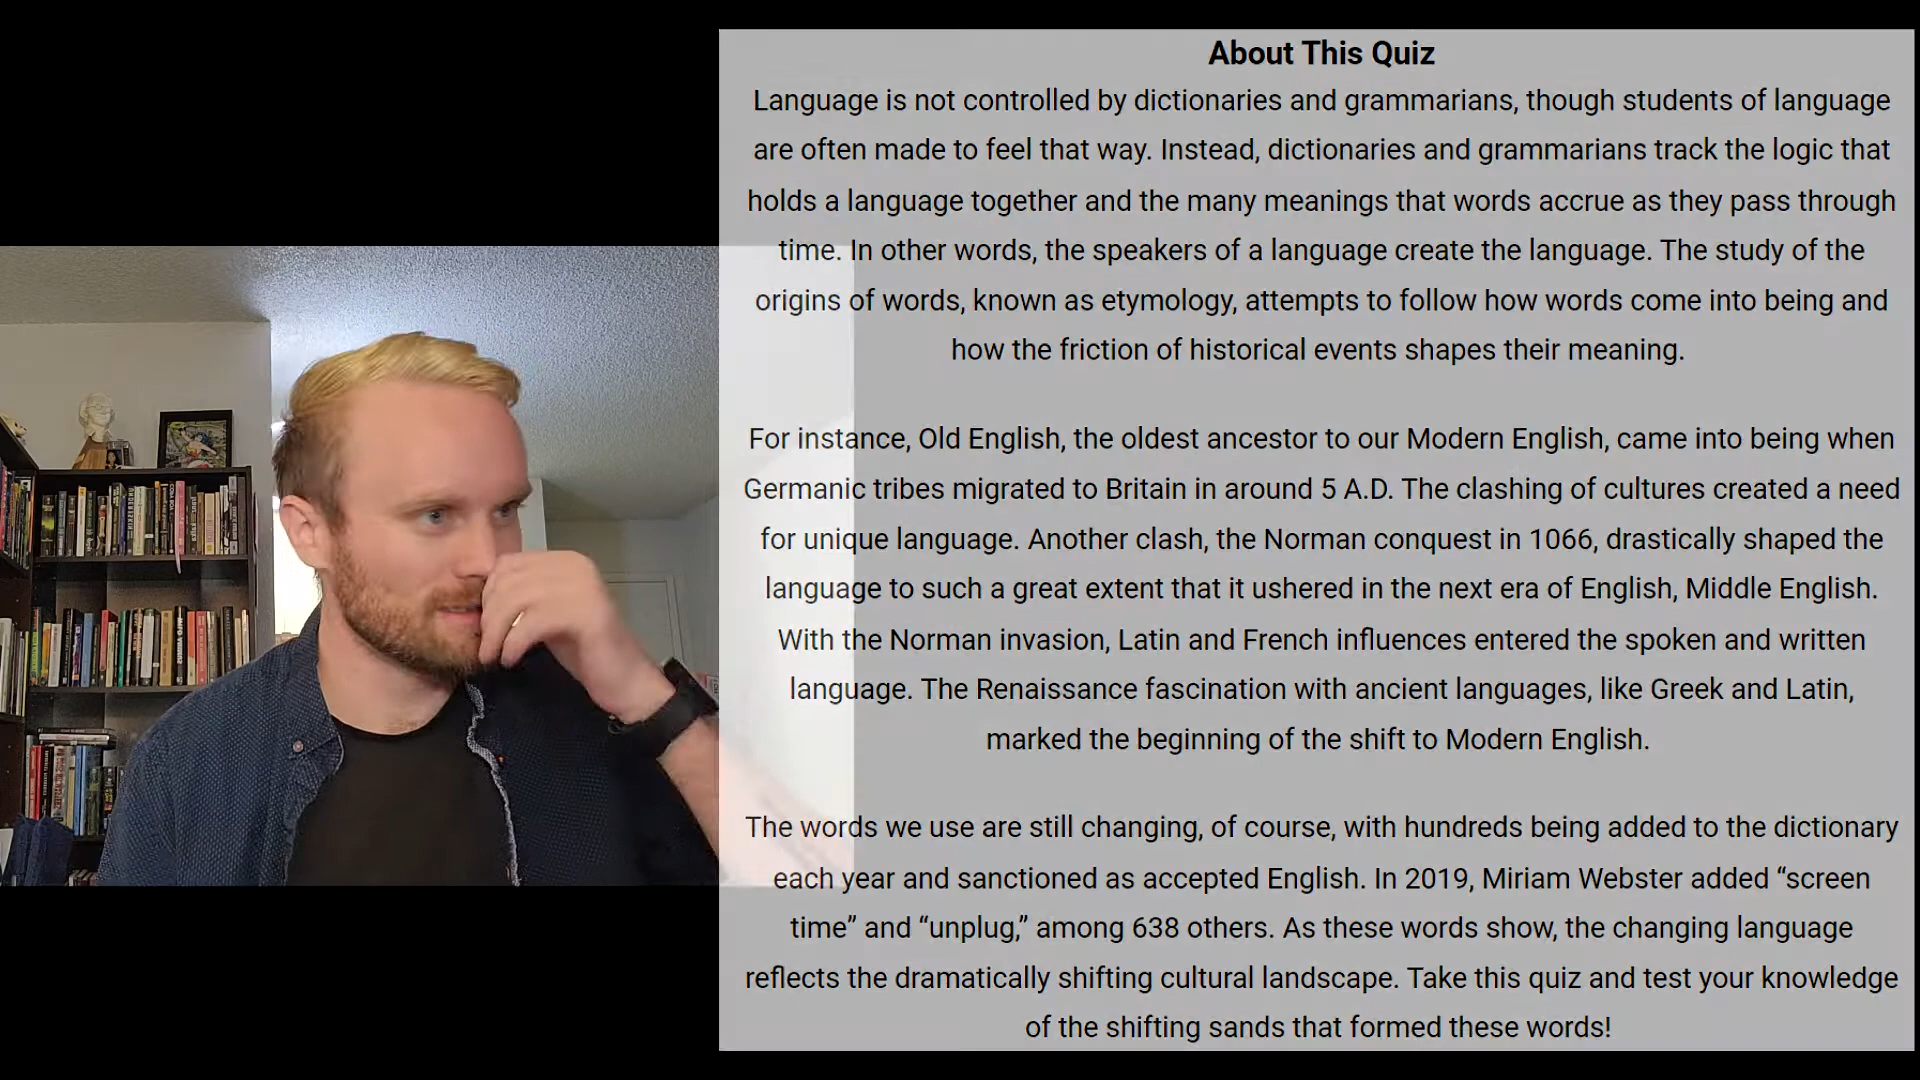 About This Quiz
Language is not controlled by dictionaries and grammarians, though students of language
are often made to feel that way. Instead, dictionaries and grammarians track the logic that
holds a language together and the many meanings that words accrue as they pass through
time. In other words, the speakers of a language create the language. The study of the
origins of words, known as etymology, attempts to follow how words come into being and
how the friction of historical events shapes their meaning.
For instance, Old English, the oldest ancestor to our Modern English, came into being when
Germanic tribes migrated to Britain in around 5 A.D. The clashing of cultures created a need
for unique language. Another clash, the Norman conquest in 1066, drastically shaped the
language to such a great extent that it ushered in the next era of English, Middle English.
With the Norman invasion, Latin and French influences entered the spoken and written
language. The Renaissance fascination with ancient languages, like Greek and Latin,
marked the beginning of the shift to Modern English.
The words we use are still changing, of course, with hundreds being added to the dictionary
each year and sanctioned as accepted English. In 2019, Miriam Webster added “screen
time” and “unplug,” among 638 others. As these words show, the changing language
reflects the dramatically shifting cultural landscape. Take this quiz and test your knowledge
of the shifting sands that formed these words!